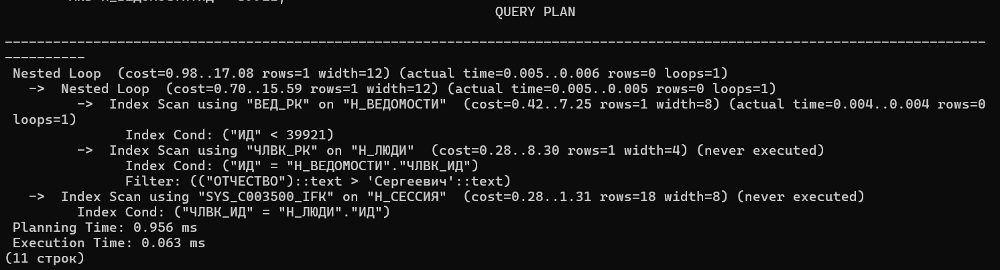 QUERY PLAN
--------------------------------------------------------------------------------------------------------------------------
----------
Nested Loop  (cost=0.98..17.08 rows=1 width=12) (actual time=0.005..0.006 rows=0 loops=1)
  ->  Nested Loop  (cost=0.70..15.59 rows=1 width=12) (actual time=0.005..0.005 rows=0 loops=1)
        ->  Index Scan using "ВЕД_РК" on "Н_ВЕДОМОСТИ"  (cost=0.42..7.25 rows=1 width=8) (actual time=0.004..0.004 rows=0
loops=1)
              Index Cond: ("ИД" < 39921)
        ->  Index Scan using "ЧЛВК_РК" on "Н_ЛЮДИ"  (cost=0.28..8.30 rows=1 width=4) (never executed)
              Index Cond: ("ИД" = "Н_ВЕДОМОСТИ"."ЧЛВК_ИД")
              Filter: (("ОТЧЕСТВО")::text > 'Сергеевич'::text)
  ->  Index Scan using "SYS_C003500_IFK" on "Н_СЕССИЯ"  (cost=0.28..1.31 rows=18 width=8) (never executed)
        Index Cond: ("ЧЛВК_ИД" = "Н_ЛЮДИ"."ИД")
Planning Time: 0.956 ms
Execution Time: 0.063 ms
(11 строк)